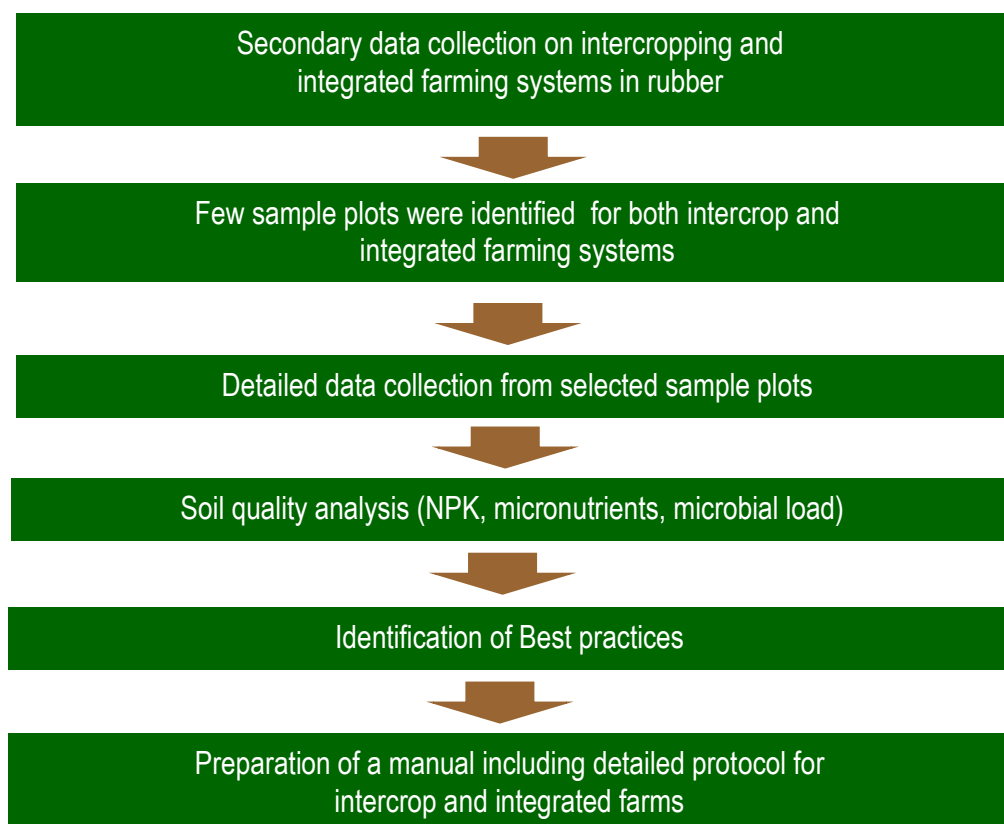 Secondary data collection on intercropping and
integrated farming systems in rubber
Few sample plots were identified  for both intercrop and
integrated farming systems
Detailed data collection from selected sample plots
Soil quality analysis (NPK, micronutrients, microbial load)
Identification of Best practices
Preparation of a manual including detailed protocol for
intercrop and integrated farms